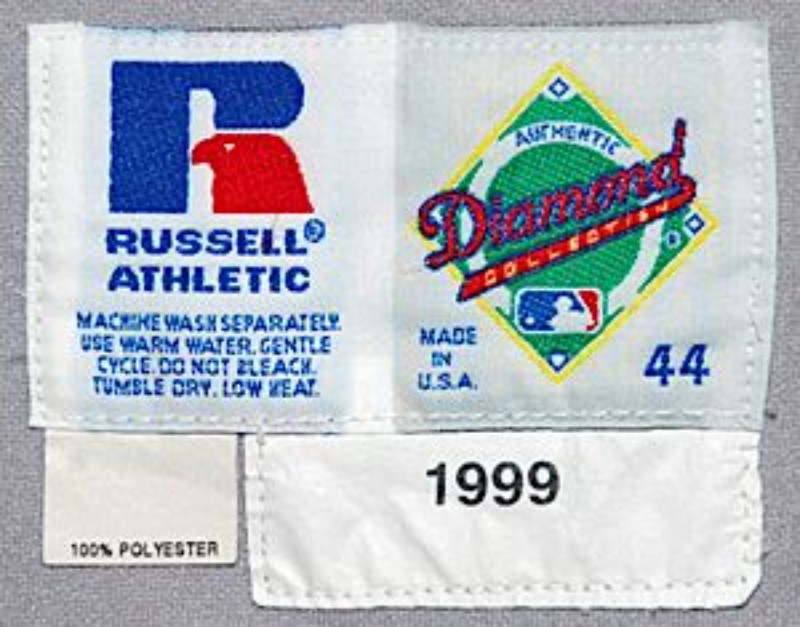 RUSSELL®
ATHLETIC
MACHINE WASH SEPARATELY.
USE WARM WATER. GENTLE
CYCLE. DO NOT BLEACH.
TUMBLE DRY. LOW HEAT.
AUTHENTIC
Diamond
COLLECTION
MADE
IN
U.S.A.
44
100% POLYESTER
1999